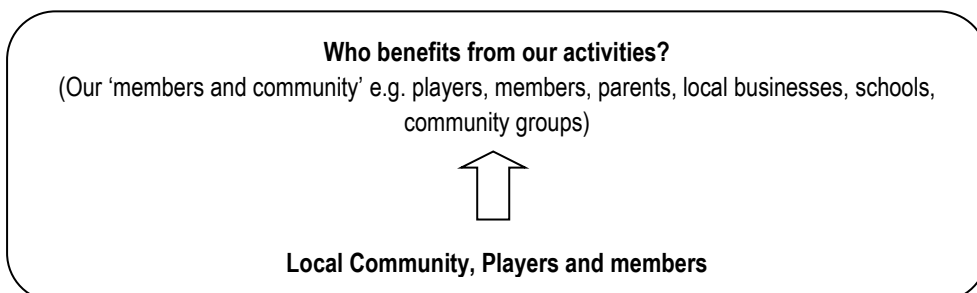 Who benefits from our activities?
(Our ‘members and community’ e.g. players, members, parents, local businesses, schools,
community groups)
Local Community, Players and members